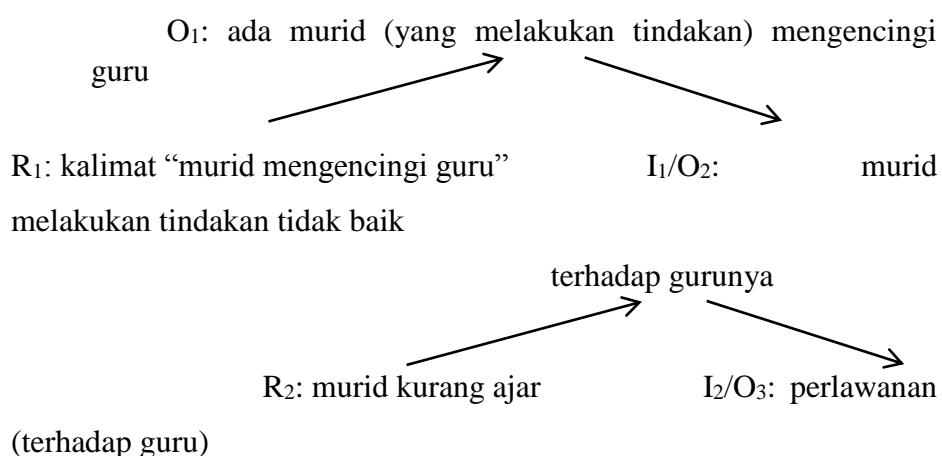 O₁: ada murid (yang melakukan tindakan) mengencingi
guru
R₁: kalimat “murid mengencingi guru” I₁/O₂: murid
melakukan tindakan tidak baik
terhadap gurunya
R₂: murid kurang ajar I₂/O₃: perlawanan
(terhadap guru)